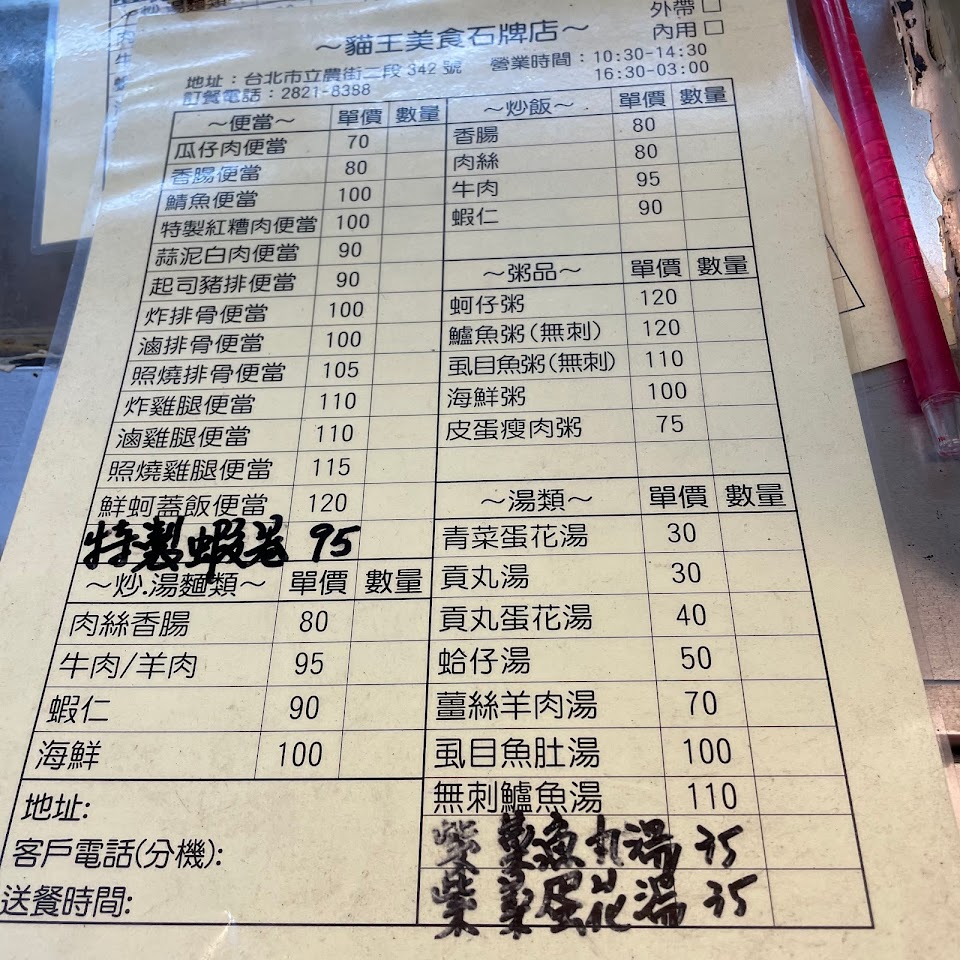 ～貓王美食石牌店～
外帶 □
內用 □
地址：台北市立農街二段 342 號 營業時間：10:30-14:30
訂餐電話：2821-8388 16:30-03:00
～便當～ 單價 數量
瓜仔肉便當 70
香腸便當 80
鯖魚便當 100
特製紅糟肉便當 100
蒜泥白肉便當 90
起司豬排便當 90
炸排骨便當 100
滷排骨便當 100
照燒排骨便當 105
炸雞腿便當 110
滷雞腿便當 110
照燒雞腿便當 115
鮮蚵蓋飯便當 120
特製蝦卷 95
～炒.湯麵類～ 單價 數量
肉絲香腸 80
牛肉/羊肉 95
蝦仁 90
海鮮 100
地址:
客戶電話(分機):
送餐時間:
～炒飯～ 單價 數量
香腸 80
肉絲 80
牛肉 95
蝦仁 90
～粥品～ 單價 數量
蚵仔粥 120
鱸魚粥(無刺) 120
虱目魚粥(無刺) 110
海鮮粥 100
皮蛋瘦肉粥 75
～湯類～ 單價 數量
青菜蛋花湯 30
貢丸湯 30
貢丸蛋花湯 40
蛤仔湯 50
薑絲羊肉湯 70
虱目魚肚湯 100
無刺鱸魚湯 110
紫菜魚丸湯 35
紫菜蛋花湯 35